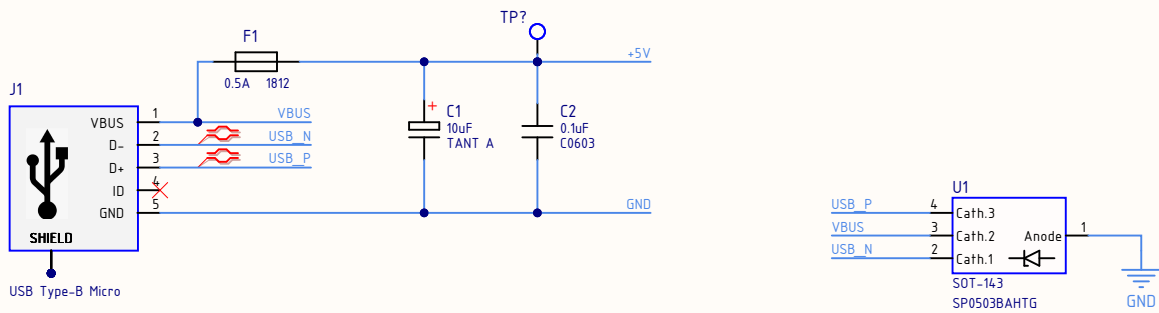 TP?
F1
+5V
0.5A 1812
J1
C1
10uF
TANT A
C2
0.1uF
C0603
VBUS 1 VBUS
D- 2 USB_N
D+ 3 USB_P
ID 4
GND 5 GND
SHIELD
USB Type-B Micro
U1
USB_P 4 Cath.3
VBUS 3 Cath.2 Anode 1
USB_N 2 Cath.1
SOT-143
SP0503BAHTG
GND